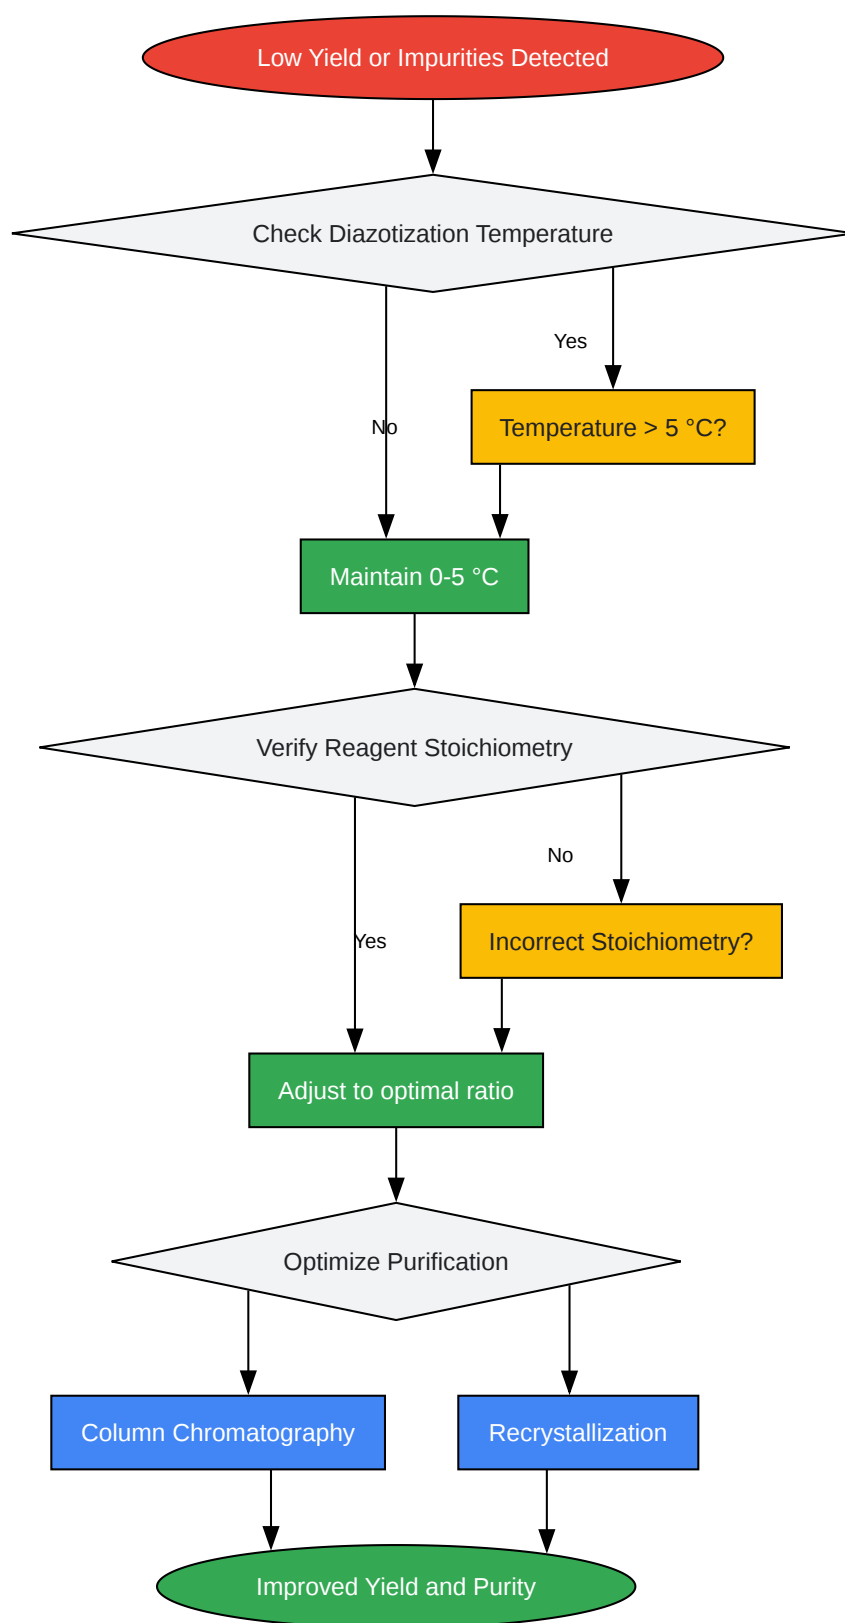 Low Yield or Impurities Detected
Check Diazotization Temperature
Yes
No
Temperature > 5 °C?
Maintain 0-5 °C
Verify Reagent Stoichiometry
No
Yes
Incorrect Stoichiometry?
Adjust to optimal ratio
Optimize Purification
Column Chromatography
Recrystallization
Improved Yield and Purity